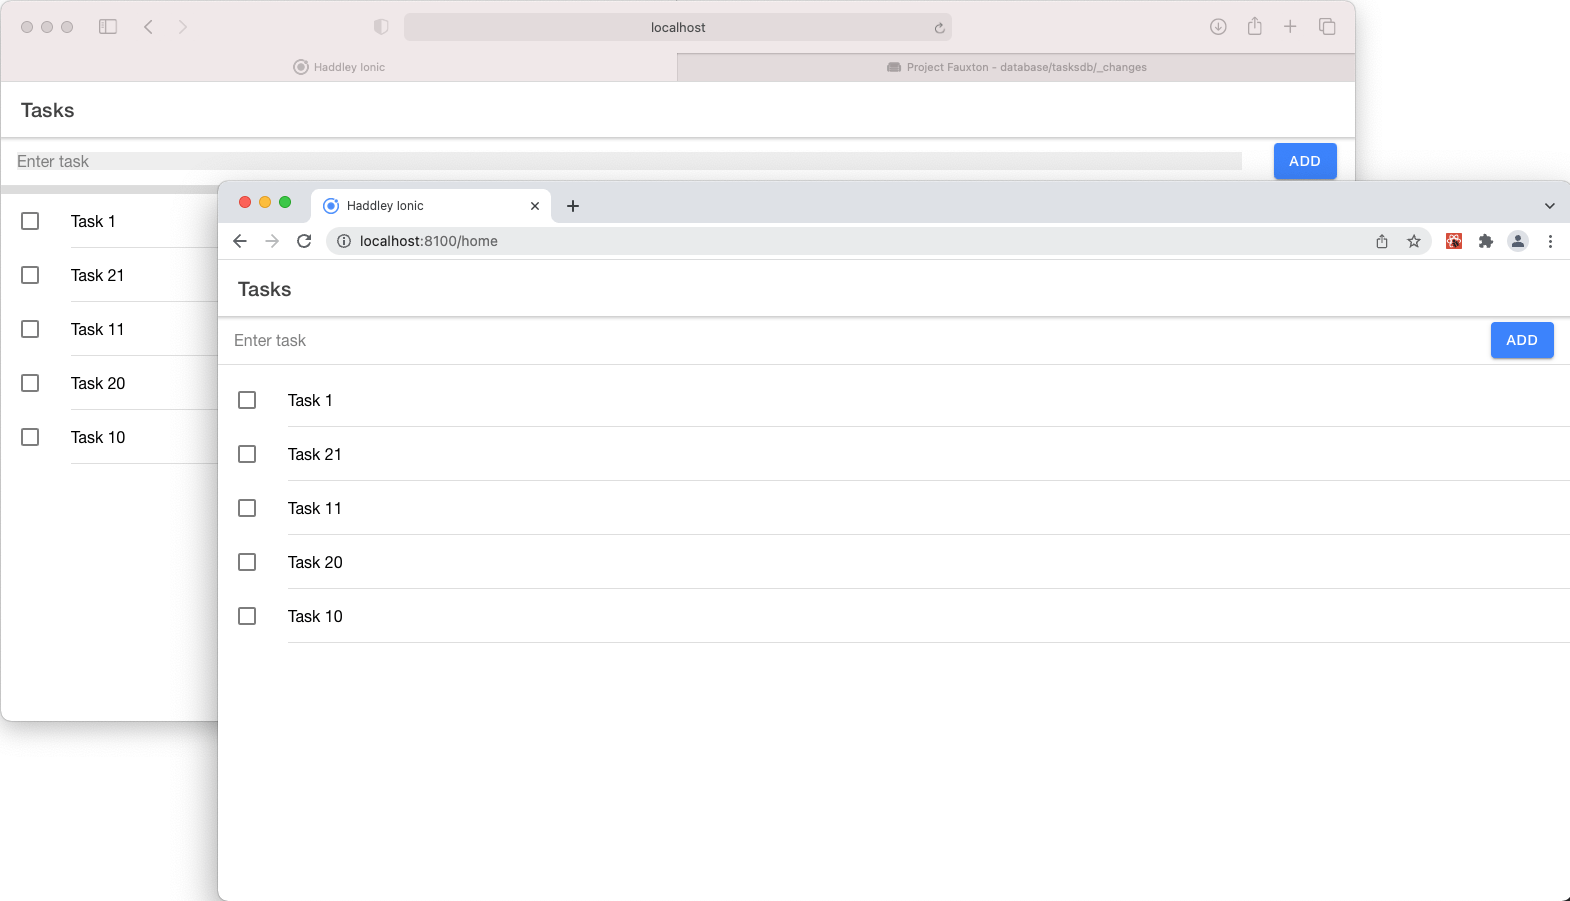 localhost
Haddley Ionic
Project Fauxton - database/tasksdb/_changes
Tasks
Enter task
ADD
Task 1
Task 21
Task 11
Task 20
Task 10
Haddley Ionic
localhost:8100/home
Tasks
Enter task
ADD
Task 1
Task 21
Task 11
Task 20
Task 10